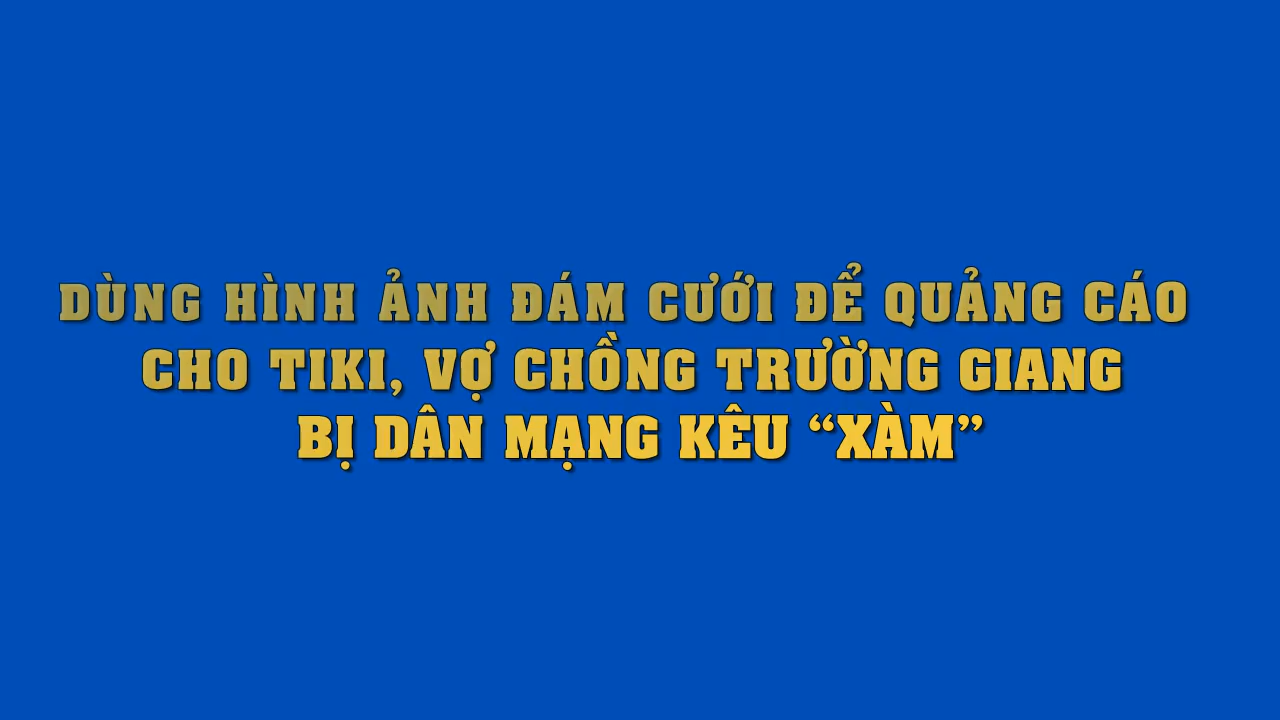 DÙNG HÌNH ẢNH ĐÁM CƯỚI ĐỂ QUẢNG CÁO
CHO TIKI, VỢ CHỒNG TRƯỜNG GIANG
BỊ DÂN MẠNG KÊU “XÀM”